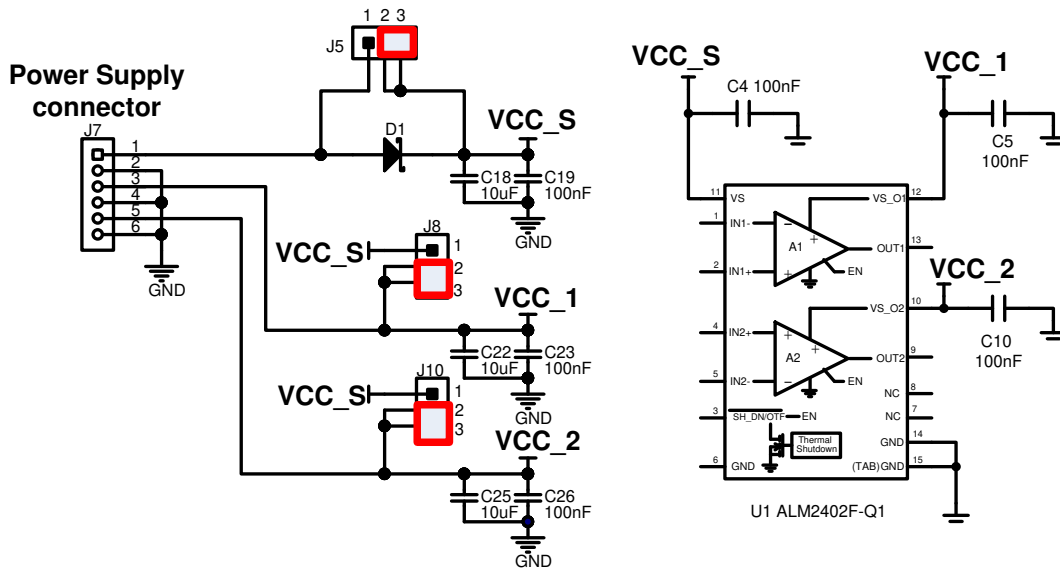 1 2 3
J5
Power Supply
connector
J7
1
2
3
4
5
6
GND
D1
VCC_S
C18
10uF
C19
100nF
GND
J8
VCC_S
1
2
3
VCC_1
C22
10uF
C23
100nF
GND
J10
VCC_S
1
2
3
VCC_2
C25
10uF
C26
100nF
GND
VCC_S
C4 100nF
VCC_1
C5
100nF
11
VS
VS_O1
12
1
IN1-
A1
OUT1
13
2
IN1+
EN
VCC_2
VS_O2
10
C10
100nF
4
IN2+
A2
OUT2
9
5
IN2-
EN
NC
8
3
SH_DN/OTF
EN
NC
7
Thermal
Shutdown
GND
14
6
GND
(TAB)GND
15
U1 ALM2402F-Q1